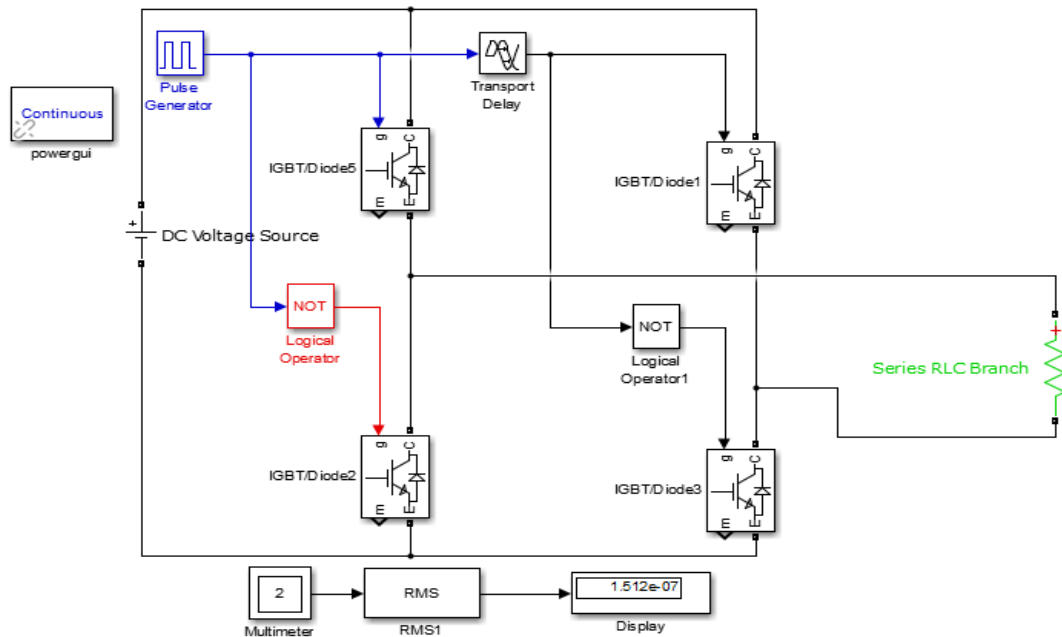 Pulse
Generator
Transport
Delay
Continuous
powergui
g
C
IGBT/Diode5
m
E
g
C
IGBT/Diode1
m
E
+
DC Voltage Source
NOT
Logical
Operator
NOT
Logical
Operator1
+
Series RLC Branch
g
C
IGBT/Diode2
m
E
g
C
IGBT/Diode3
m
E
2
Multimeter
RMS
RMS1
1.512e-07
Display